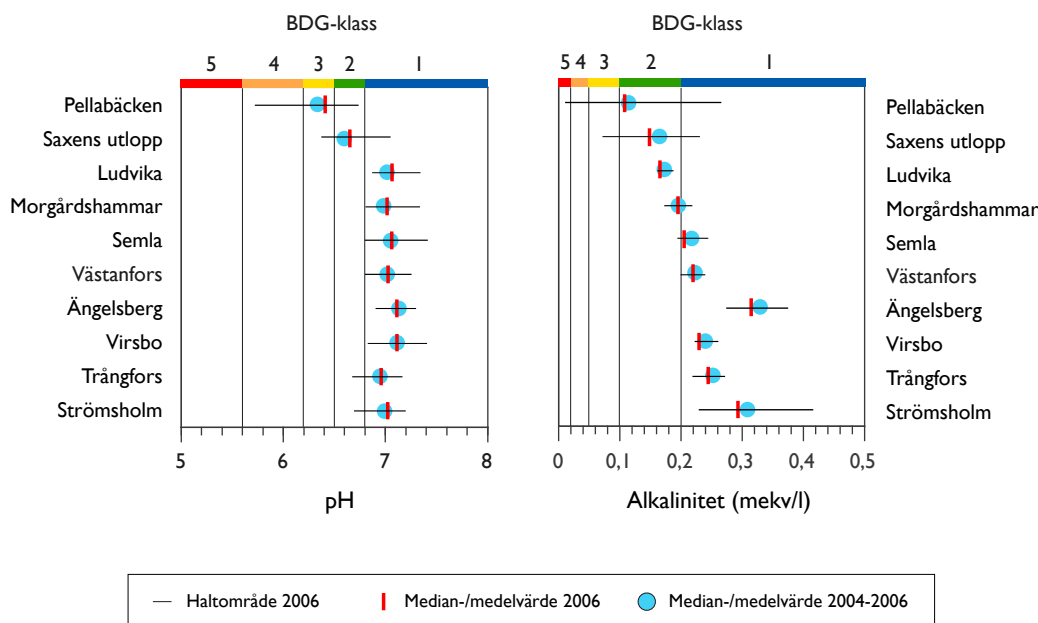 BDG-klass
5 4 3 2 1
Pellabäcken
Saxens utlopp
Ludvika
Morgårdshammar
Semla
Västanfors
Ängelsberg
Virsbo
Trångfors
Strömsholm
5 6 7 8
pH
BDG-klass
5 4 3 2 1
Pellabäcken
Saxens utlopp
Ludvika
Morgårdshammar
Semla
Västanfors
Ängelsberg
Virsbo
Trångfors
Strömsholm
0 0,1 0,2 0,3 0,4 0,5
Alkalinitet (mekv/l)
Haltområde 2006 Median-/medelvärde 2006 Median-/medelvärde 2004-2006